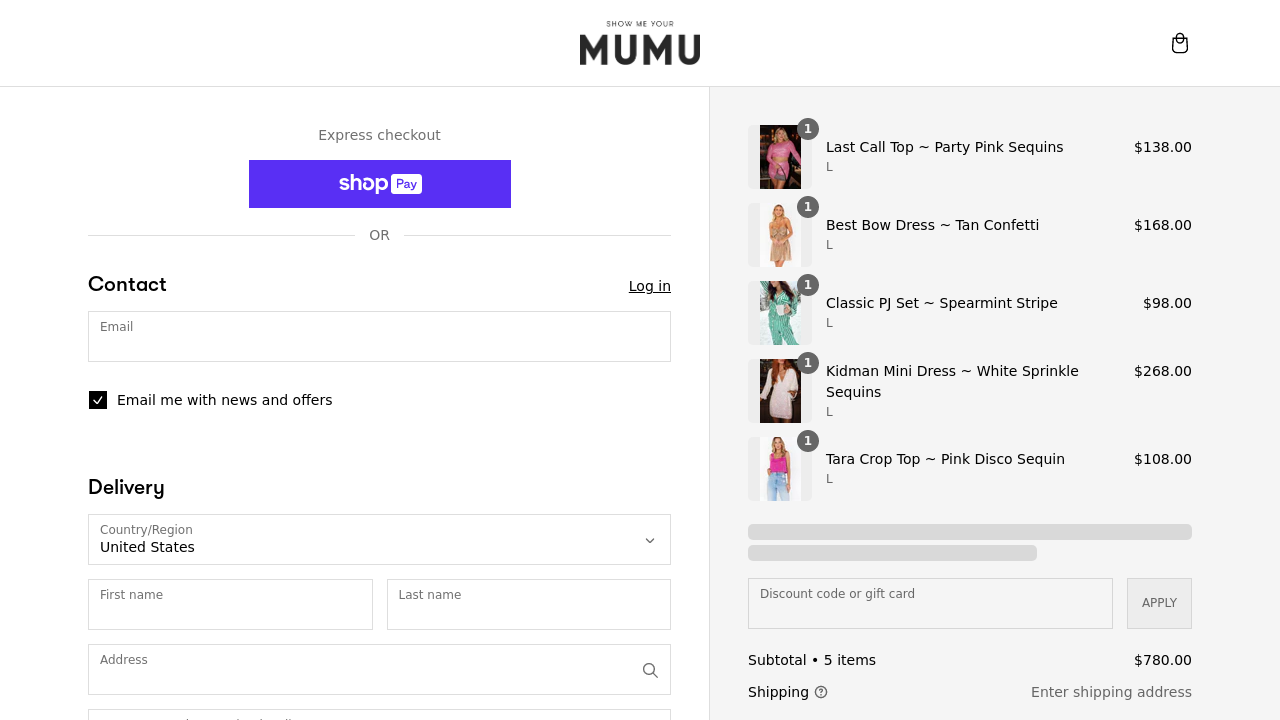 SHOW ME YOUR
MUMU
Express checkout
shop Pay
OR
Contact
Log in
Email
Email me with news and offers
Delivery
Country/Region
United States
First name
Last name
Address
1
Last Call Top ~ Party Pink Sequins
$138.00
L
1
Best Bow Dress ~ Tan Confetti
$168.00
L
1
Classic PJ Set ~ Spearmint Stripe
$98.00
L
1
Kidman Mini Dress ~ White Sprinkle
Sequins
$268.00
L
1
Tara Crop Top ~ Pink Disco Sequin
$108.00
L
Discount code or gift card
APPLY
Subtotal • 5 items
$780.00
Shipping
Enter shipping address